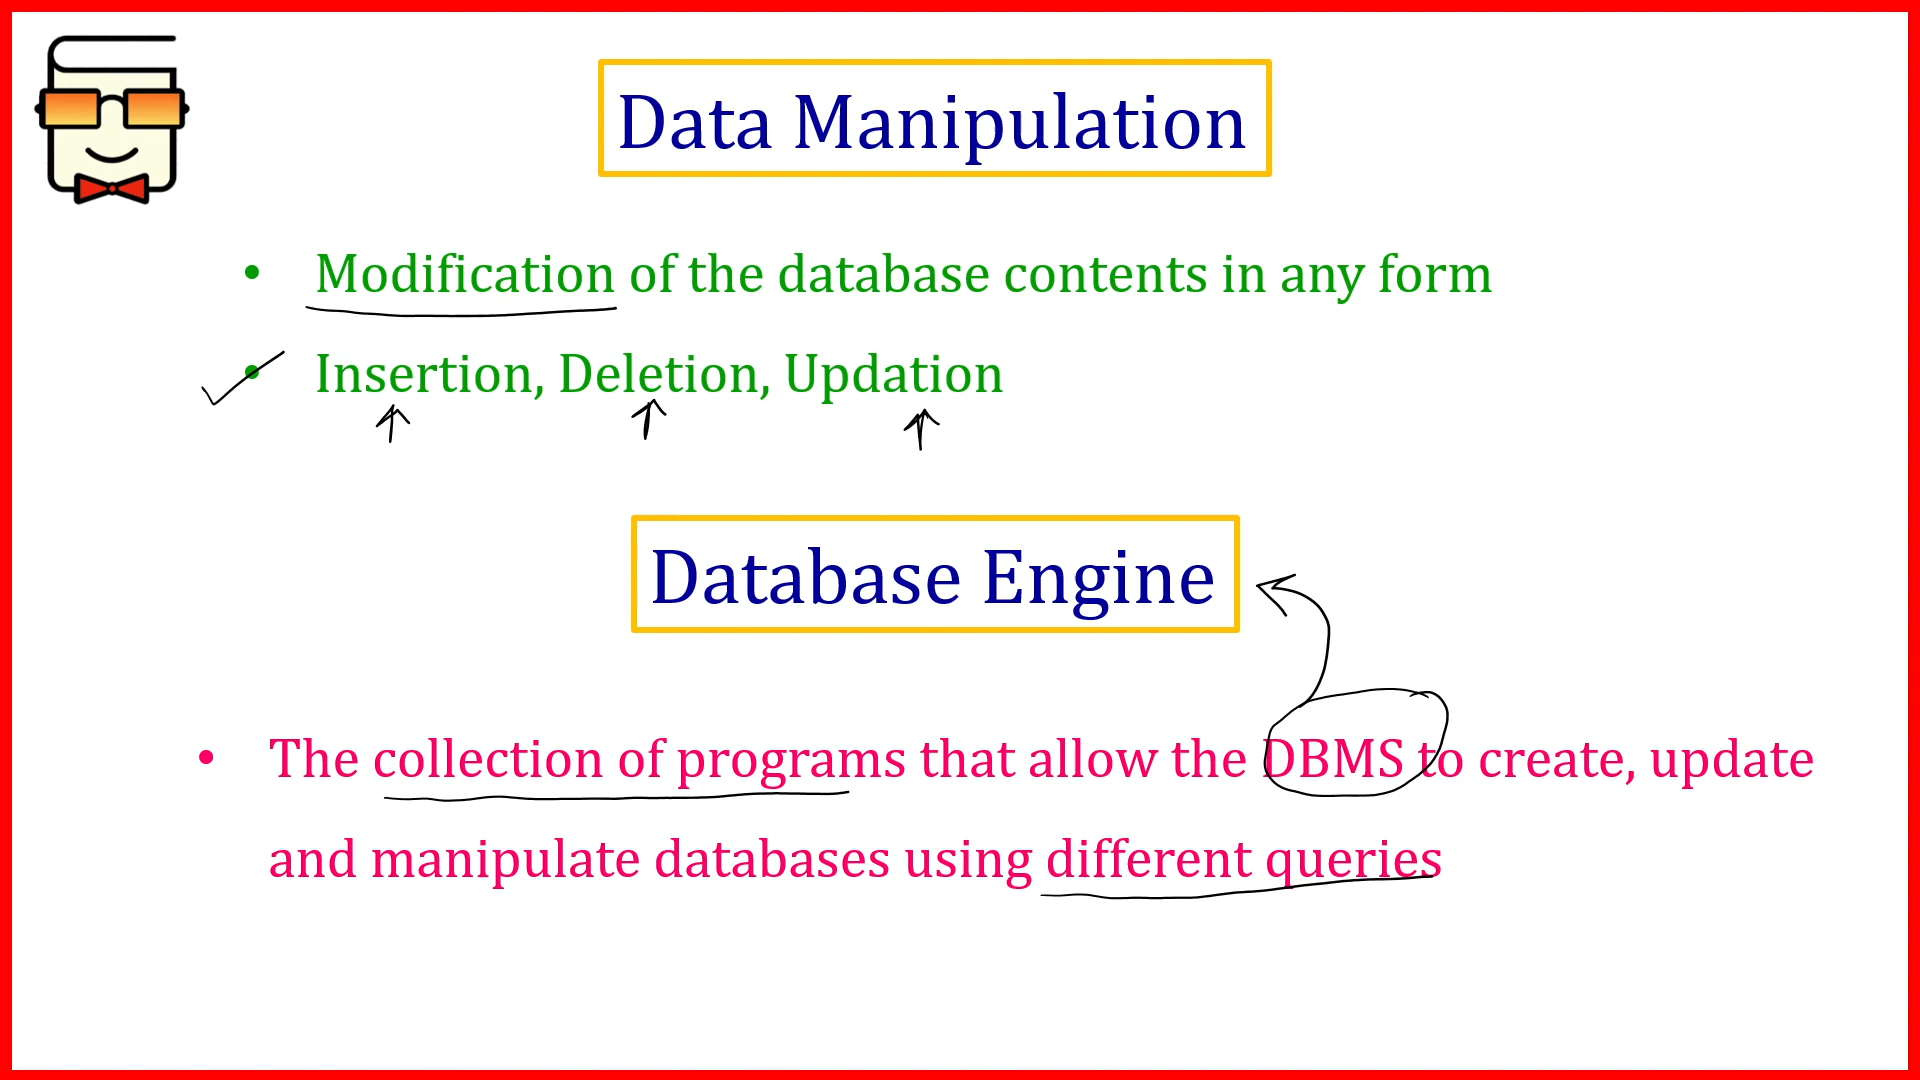 Data Manipulation
• Modification of the database contents in any form
• Insertion, Deletion, Updation
Database Engine
• The collection of programs that allow the DBMS to create, update
and manipulate databases using different queries